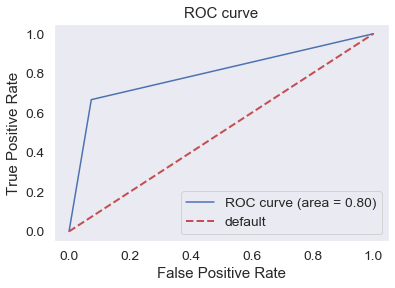 ROC curve
1.0
0.8
0.6
0.4
0.2
0.0
True Positive Rate
ROC curve (area = 0.80)
default
0.0 0.2 0.4 0.6 0.8 1.0
False Positive Rate